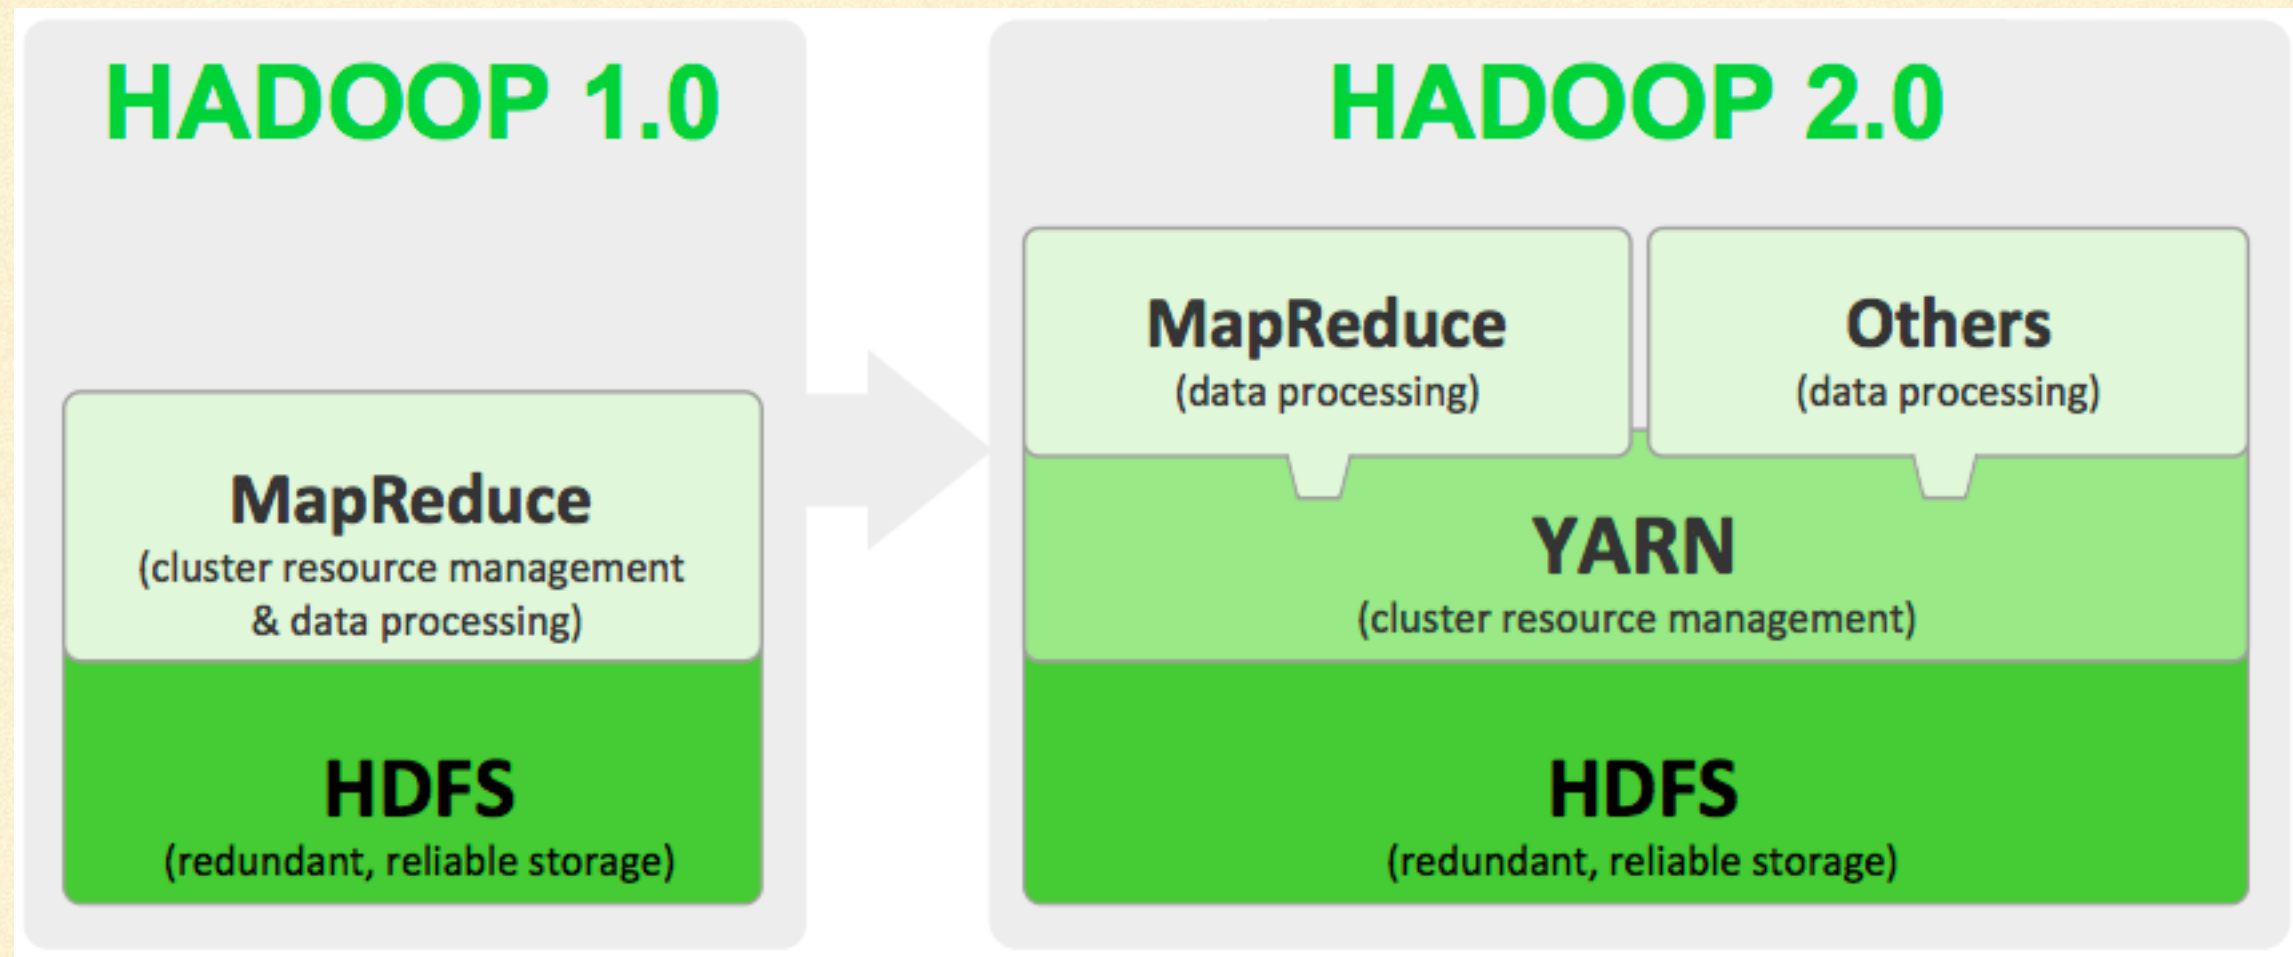 HADOOP 1.0
MapReduce
(cluster resource management
& data processing)
HDFS
(redundant, reliable storage)
HADOOP 2.0
MapReduce
(data processing)
Others
(data processing)
YARN
(cluster resource management)
HDFS
(redundant, reliable storage)